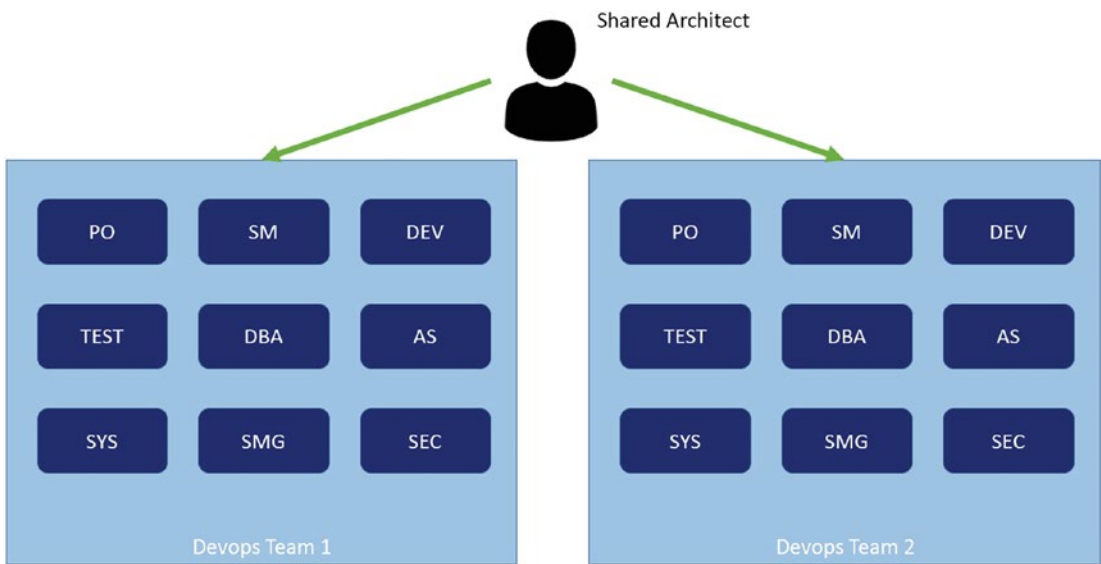 Shared Architect
PO SM DEV
TEST DBA AS
SYS SMG SEC
Devops Team 1
PO SM DEV
TEST DBA AS
SYS SMG SEC
Devops Team 2